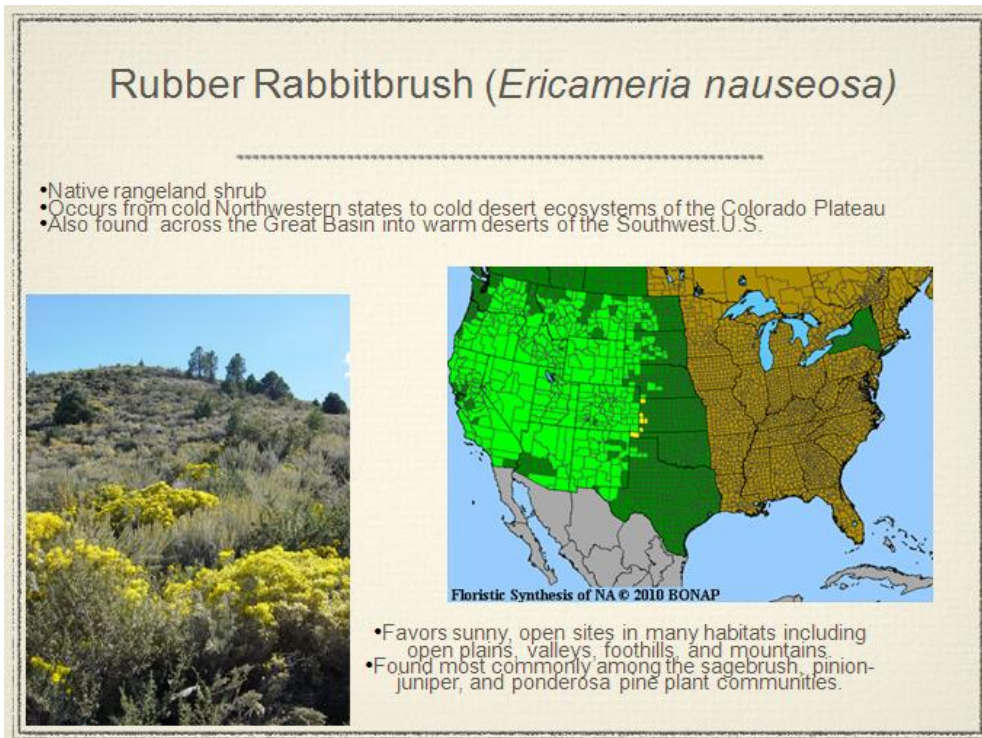 Rubber Rabbitbrush (Ericameria nauseosa)
•Native rangeland shrub
•Occurs from cold Northwestern states to cold desert ecosystems of the Colorado Plateau
•Also found across the Great Basin into warm deserts of the Southwest.U.S.
Floristic Synthesis of NA © 2010 BONAP
•Favors sunny, open sites in many habitats including
open plains, valleys, foothills, and mountains.
•Found most commonly among the sagebrush, pinion-
juniper, and ponderosa pine plant communities.